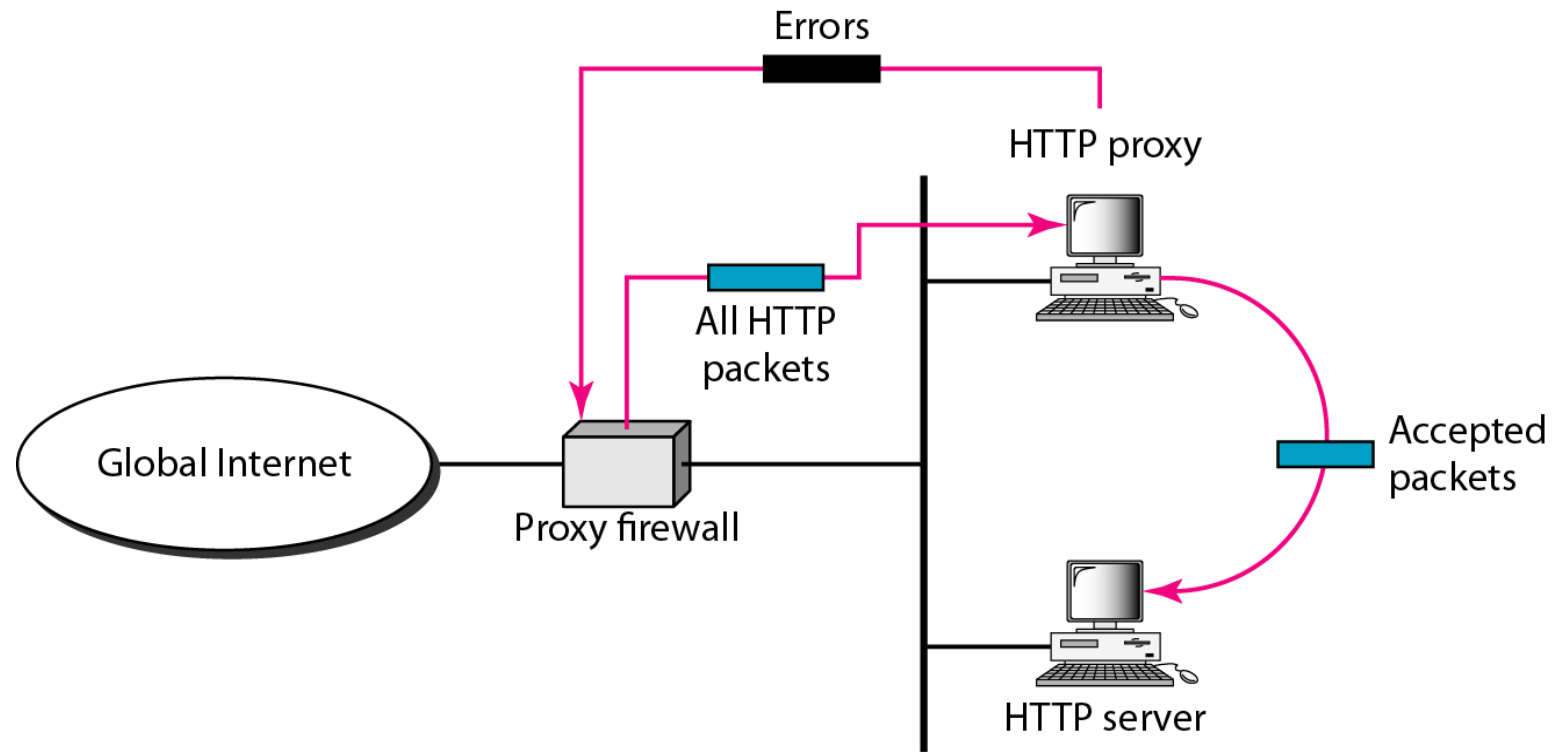 Errors
HTTP proxy
All HTTP
packets
Global Internet
Proxy firewall
Accepted
packets
HTTP server